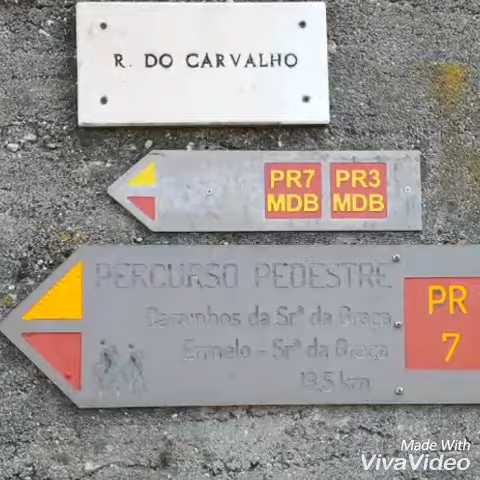 R. DO CARVALHO
PR7 PR3
MDB MDB
PERCURSO PEDESTRE
Caminhos da Srª da Graça
Ermelo - Srª da Graça
13,5 km
PR
7
Made With
VivaVideo